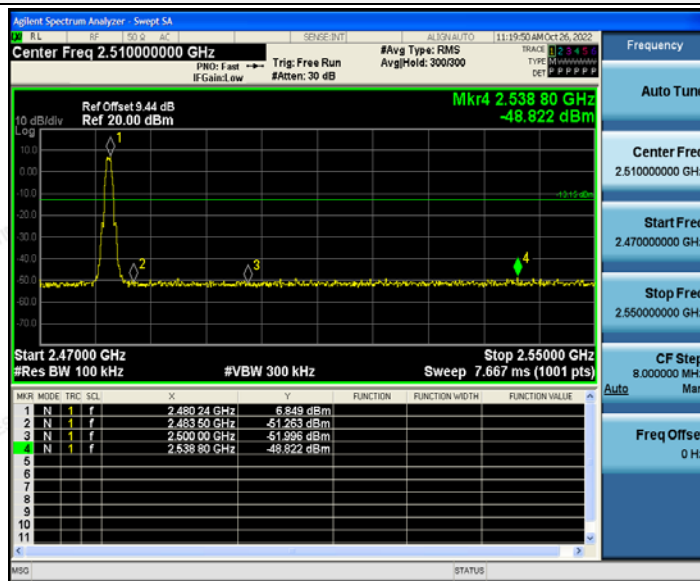 Agilent Spectrum Analyzer - Swept SA
RL RF 50 Ω AC SENSE:INT ALIGN AUTO 11:19:50 AM Oct 26, 2022
Center Freq 2.510000000 GHz
PNO: Fast
IFGain:Low
Trig: Free Run
#Atten: 30 dB
#Avg Type: RMS
Avg|Hold: 300/300
TRACE 1 2 3 4 5 6
TYPE M W W W W W
DET P P P P P P
Ref Offset 9.44 dB
10 dB/div Ref 20.00 dBm
Log
Mkr4 2.538 80 GHz
-48.822 dBm
10.0
0.00
-10.0
-20.0
-30.0
-40.0
-50.0
-60.0
-70.0
1
2
3
4
Start 2.47000 GHz Stop 2.55000 GHz
#Res BW 100 kHz #VBW 300 kHz Sweep 7.667 ms (1001 pts)
MKR MODE TRC SCL X Y FUNCTION FUNCTION WIDTH FUNCTION VALUE
1 N 1 f 2.480 24 GHz 6.849 dBm
2 N 1 f 2.483 50 GHz -51.263 dBm
3 N 1 f 2.500 00 GHz -51.996 dBm
4 N 1 f 2.538 80 GHz -48.822 dBm
5
6
7
8
9
10
11
MSG STATUS
Frequency
Auto Tune
Center Freq
2.510000000 GHz
Start Freq
2.470000000 GHz
Stop Freq
2.550000000 GHz
CF Step
8.000000 MHz
Auto Man
Freq Offset
0 Hz